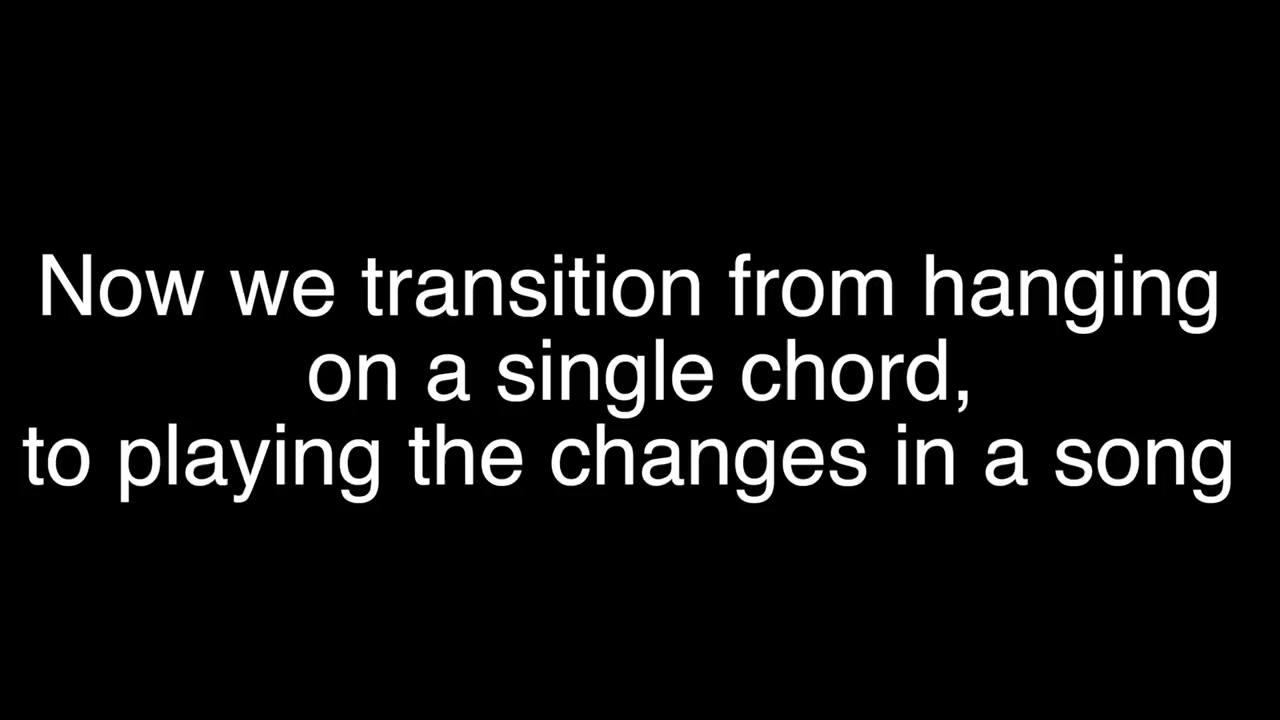 Now we transition from hanging
on a single chord,
to playing the changes in a song